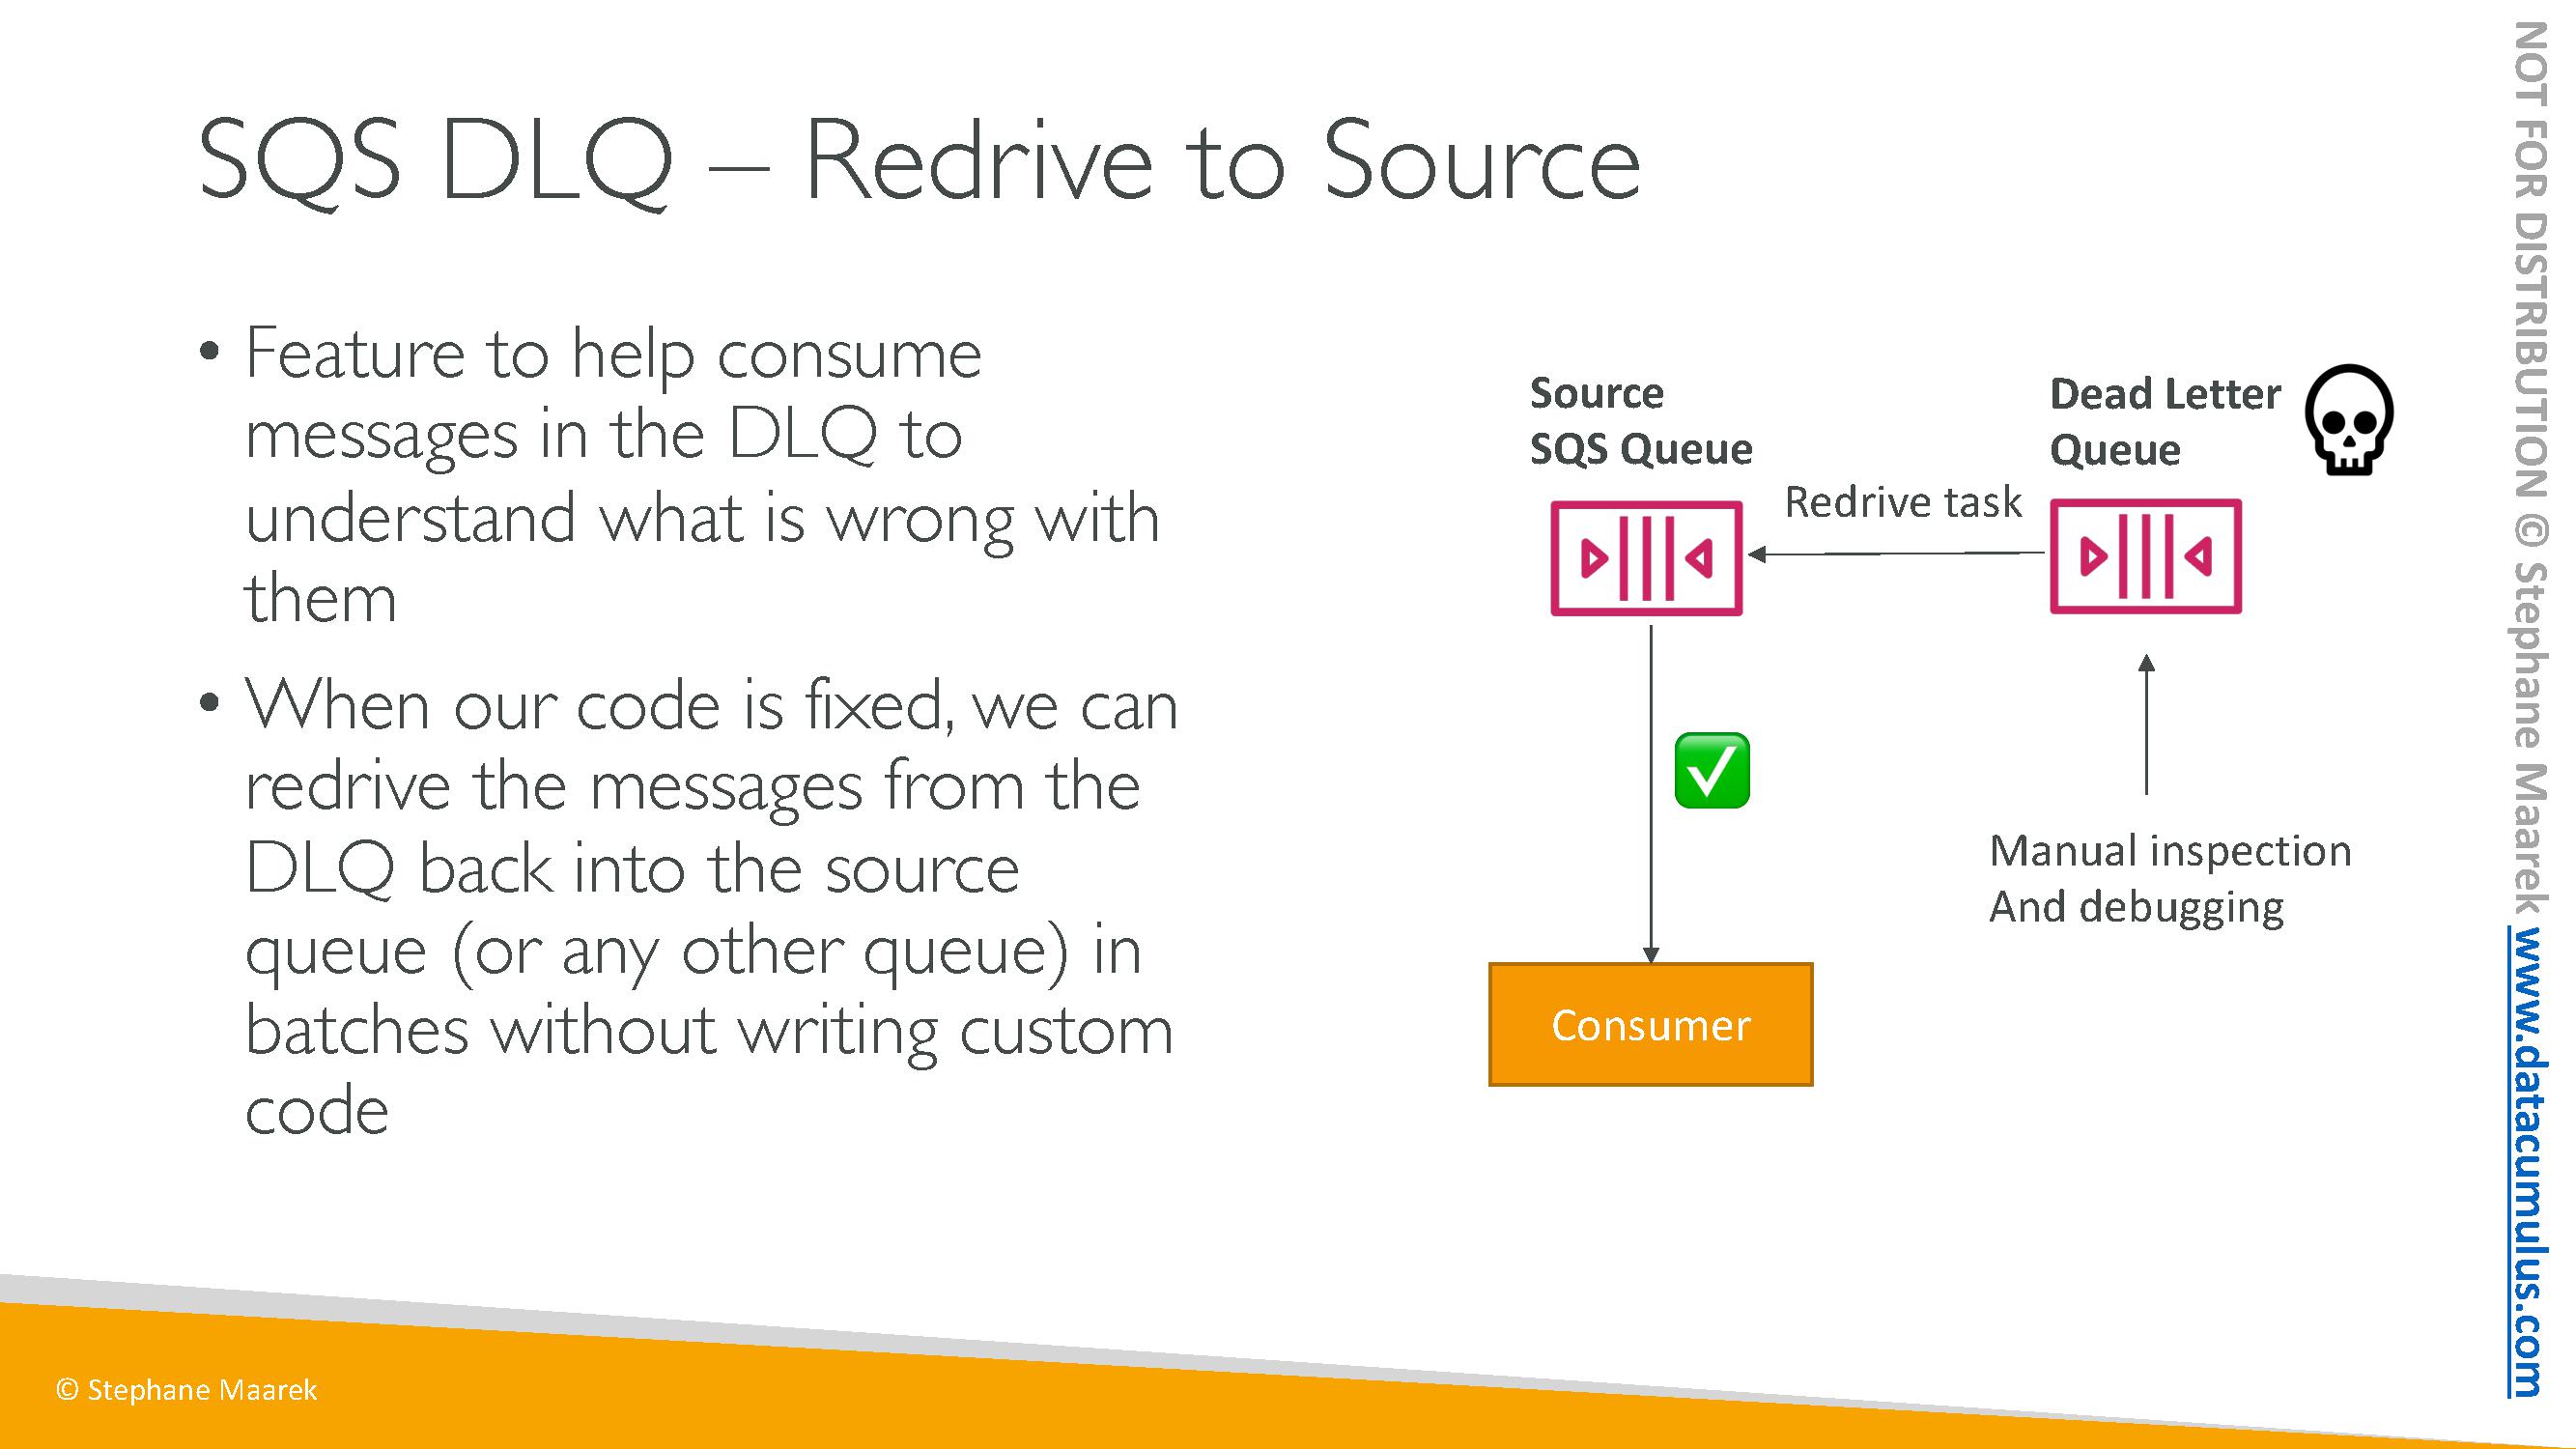 SQS DLQ – Redrive to Source
• Feature to help consume
messages in the DLQ to
understand what is wrong with
them
• When our code is fixed, we can
redrive the messages from the
DLQ back into the source
queue (or any other queue) in
batches without writing custom
code
Source
SQS Queue
Redrive task
Dead Letter
Queue
Manual inspection
And debugging
Consumer
© Stephane Maarek
NOT FOR DISTRIBUTION © Stephane Maarek www.datacumulus.com